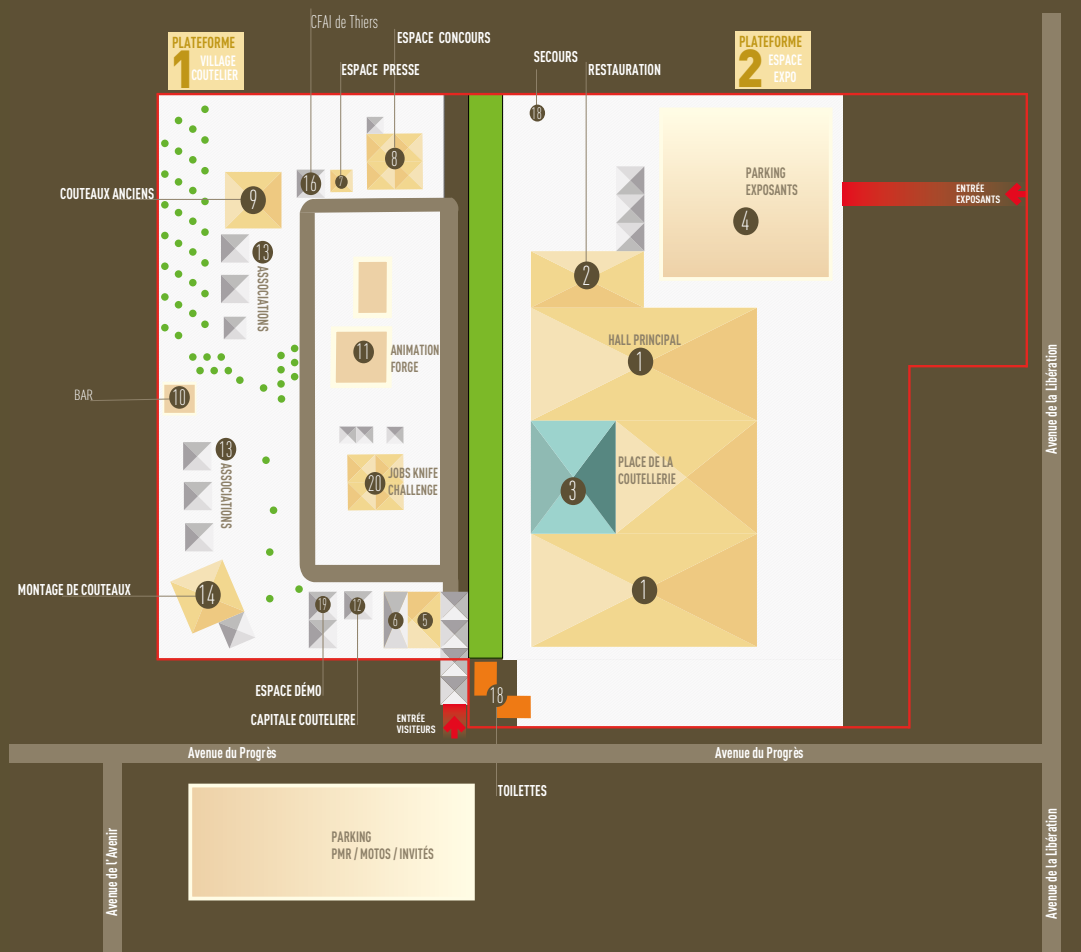 CFAI de Thiers
ESPACE CONCOURS
ESPACE PRESSE
SECOURS
RESTAURATION
PLATEFORME
1 VILLAGE
COUTELIER
PLATEFORME
2 ESPACE
EXPO
18
8
16
7
9
COUTEAUX ANCIENS
13
ASSOCIATIONS
PARKING
EXPOSANTS
4
ENTRÉE
EXPOSANTS
2
HALL PRINCIPAL
1
11
ANIMATION
FORGE
BAR
10
13
ASSOCIATIONS
20
JOBS KNIFE
CHALLENGE
PLACE DE LA
COUTELLERIE
3
1
MONTAGE DE COUTEAUX
14
19
12
6
5
ESPACE DÉMO
CAPITALE COUTELIERE
ENTRÉE
VISITEURS
18
TOILETTES
Avenue du Progrès
Avenue du Progrès
Avenue de la Libération
Avenue de la Libération
Avenue de l'Avenir
PARKING
PMR / MOTOS / INVITÉS